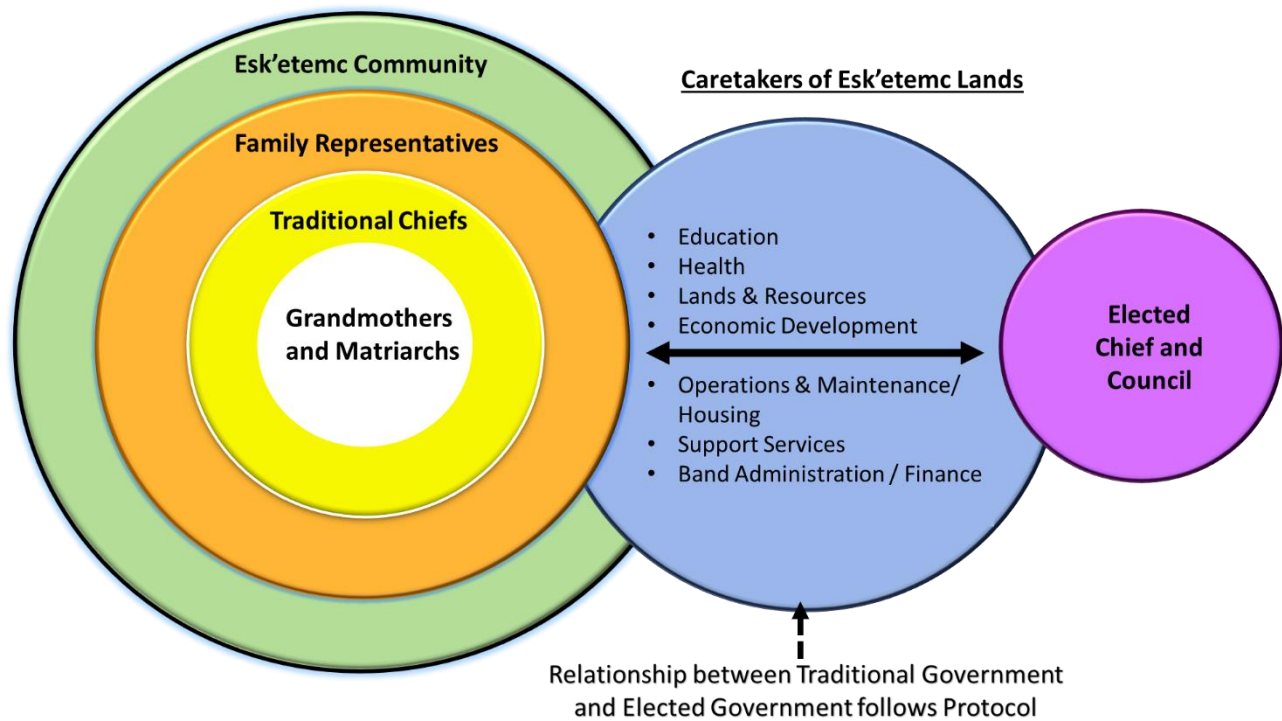 Esk'etemc Community
Family Representatives
Traditional Chiefs
Grandmothers
and Matriarchs
Caretakers of Esk'etemc Lands
• Education
• Health
• Lands & Resources
• Economic Development
• Operations & Maintenance/
Housing
• Support Services
• Band Administration / Finance
Elected
Chief and
Council
Relationship between Traditional Government
and Elected Government follows Protocol